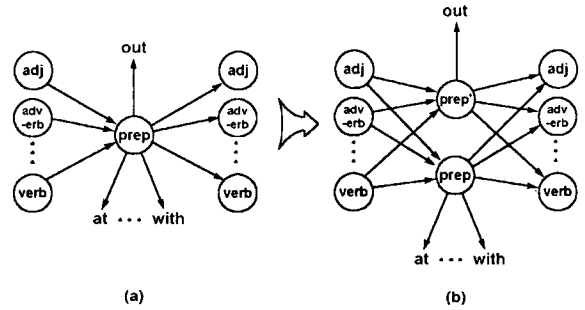 out
adj
adj
adv
-erb
adv
-erb
prep
verb
verb
at ... with
(a)
out
adj
adj
prep'
adv
-erb
adv
-erb
prep
verb
verb
at ... with
(b)